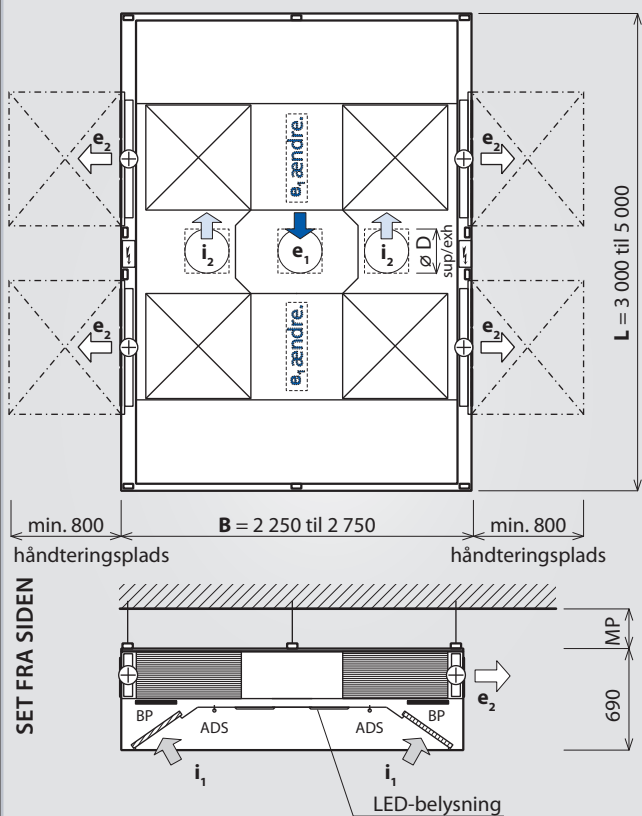 e₁ ændre.
e₂
e₂
i₂
e₁
i₂
ø D
sup/exh
e₂
e₂
e₁ ændre.
L = 3 000 til 5 000
min. 800
B = 2 250 til 2 750
min. 800
håndteringsplads
håndteringsplads
SET FRA SIDEN
MP
690
e₂
BP
ADS
ADS
BP
i₁
i₁
LED-belysning